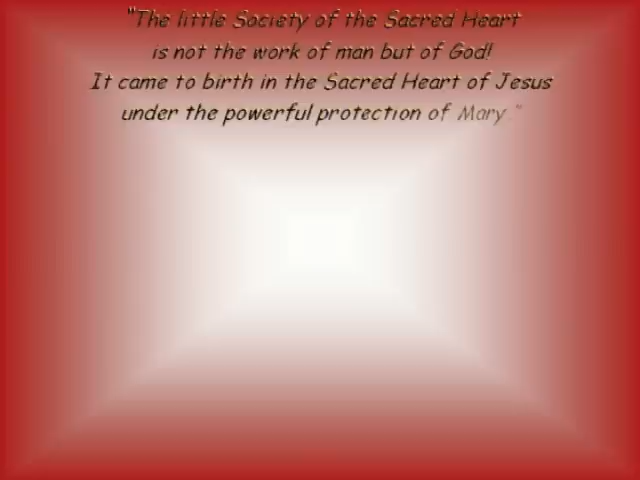 "The little Society of the Sacred Heart
is not the work of man but of God!
It came to birth in the Sacred Heart of Jesus
under the powerful protection of Mary."